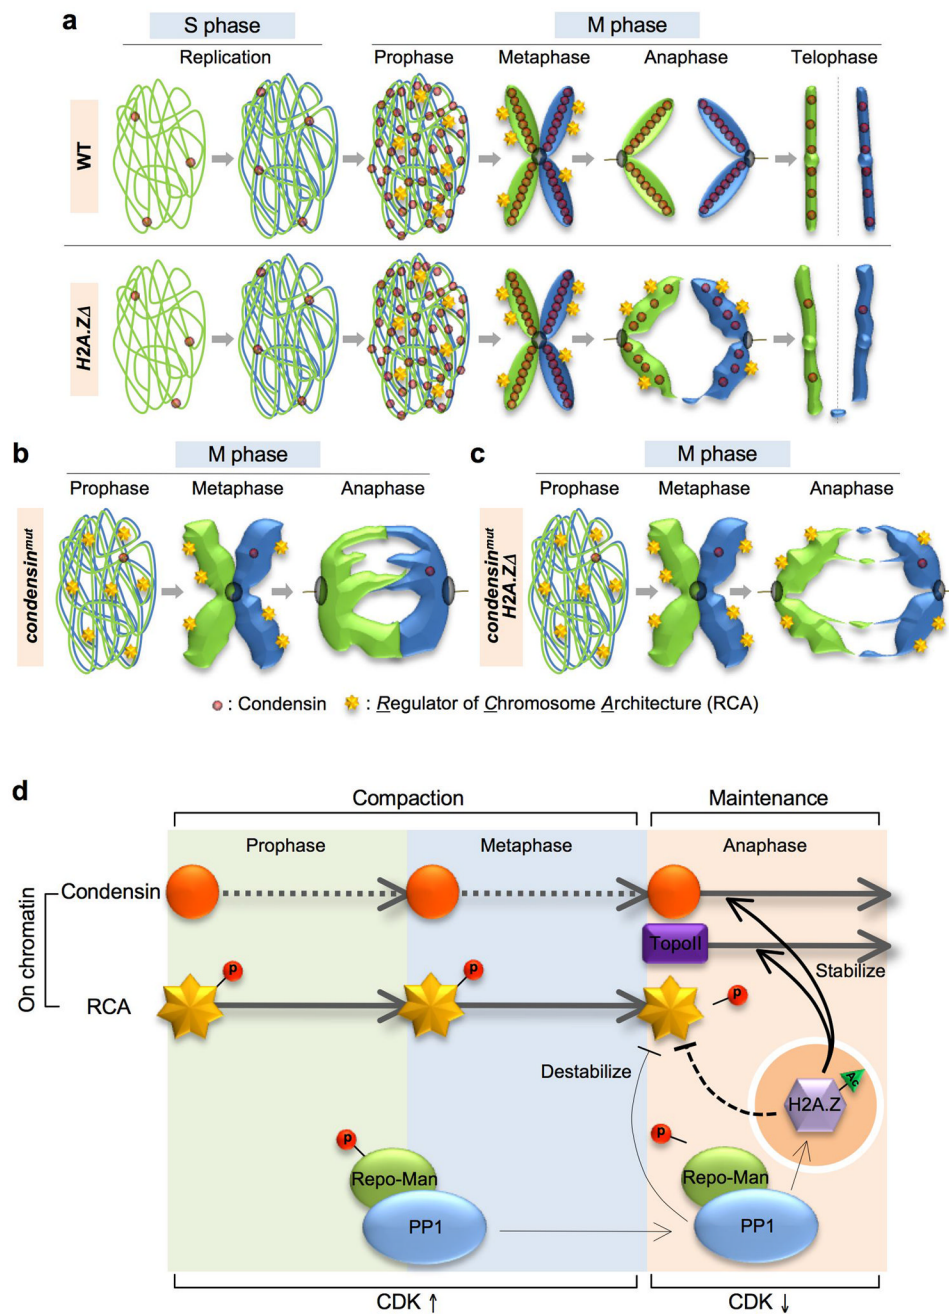 a
S phase
M phase
Replication
Prophase
Metaphase
Anaphase
Telophase
WT
H2A.ZΔ
b
M phase
Prophase
Metaphase
Anaphase
condensin^mut
c
M phase
Prophase
Metaphase
Anaphase
condensin^mut
H2A.ZΔ
: Condensin
: Regulator of Chromosome Architecture (RCA)
d
Compaction
Maintenance
Prophase
Metaphase
Anaphase
On chromatin
Condensin
TopoII
Stabilize
P
P
P
RCA
Destabilize
Ac
H2A.Z
P
P
Repo-Man
Repo-Man
PP1
PP1
CDK ↑
CDK ↓